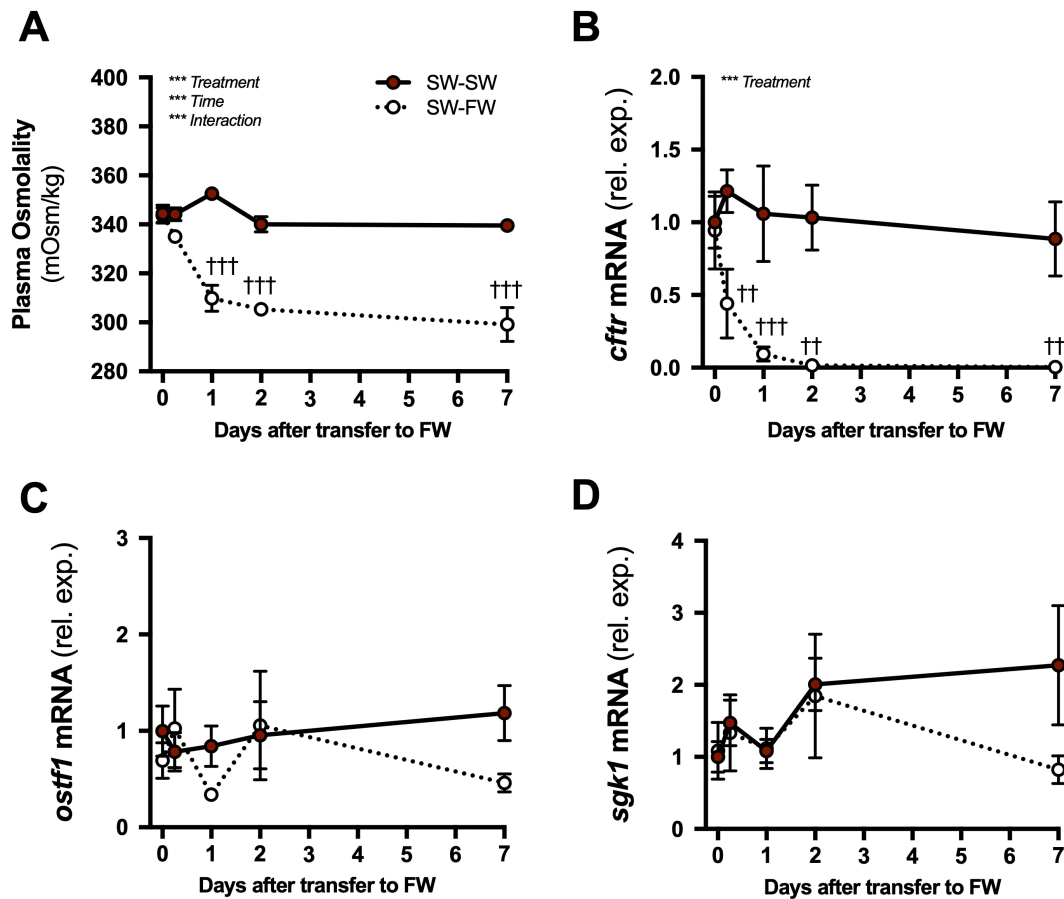 A
Plasma Osmolality
(mOsm/kg)
400
380
360
340
320
300
280
*** Treatment
*** Time
*** Interaction
SW-SW
SW-FW
†††
†††
†††
0 1 2 3 4 5 6 7
Days after transfer to FW
B
cftr mRNA (rel. exp.)
2.0
1.5
1.0
0.5
0.0
*** Treatment
††
†††
††
††
0 1 2 3 4 5 6 7
Days after transfer to FW
C
ostf1 mRNA (rel. exp.)
3
2
1
0
0 1 2 3 4 5 6 7
Days after transfer to FW
D
sgk1 mRNA (rel. exp.)
4
3
2
1
0
0 1 2 3 4 5 6 7
Days after transfer to FW